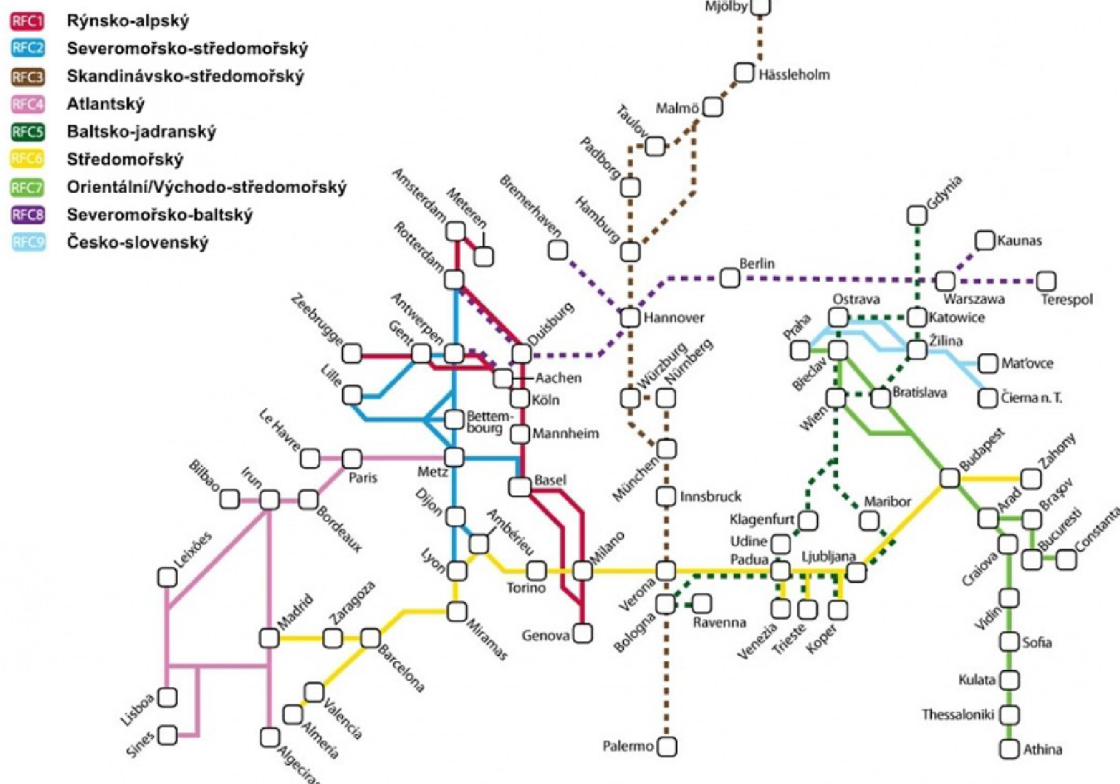 RFC1 Rýnsko-alpský
RFC2 Severomořsko-středomořský
RFC3 Skandinávsko-středomořský
RFC4 Atlantský
RFC5 Baltsko-jadranský
RFC6 Středomořský
RFC7 Orientální/Východo-středomořský
RFC8 Severomořsko-baltský
RFC9 Česko-slovenský
Mjölby
Hässleholm
Malmö
Taulov
Padborg
Hamburg
Bremerhaven
Amsterdam
Meteren
Rotterdam
Gdynia
Kaunas
Berlin
Warszawa
Terespol
Hannover
Zeebrugge
Gent
Antwerpen
Duisburg
Ostrava
Katowice
Praha
Žilina
Břeclav
Maťovce
Čierna n. T.
Bratislava
Wien
Lille
Aachen
Köln
Würzburg
Nürnberg
Bettem-
bourg
Mannheim
Le Havre
Paris
Metz
Basel
München
Budapest
Zahony
Bilbao
Irun
Bordeaux
Dijon
Ambérieu
Innsbruck
Klagenfurt
Maribor
Arad
Braşov
Udine
Padua
Ljubljana
Craiova
Bucuresti
Constanta
Leixões
Lyon
Torino
Milano
Verona
Vidin
Madrid
Zaragoza
Barcelona
Miramas
Genova
Bologna
Ravenna
Venezia
Trieste
Koper
Sofia
Kulata
Lisboa
Valencia
Almería
Sines
Algeciras
Palermo
Thessaloniki
Athina